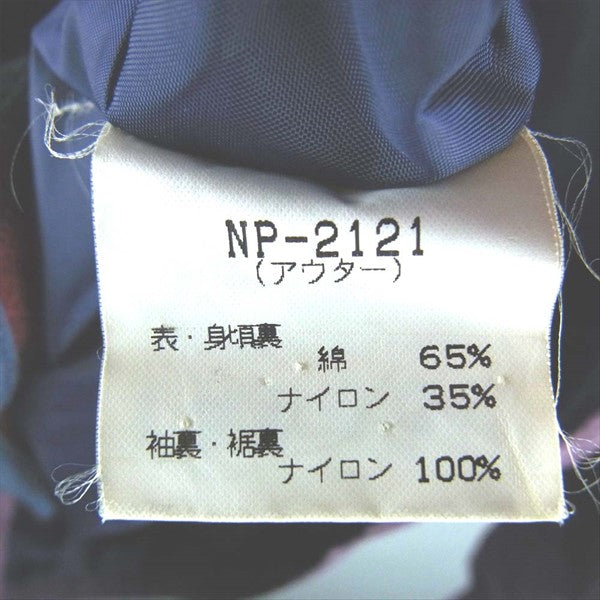 NP-2121
(アウター)
表・身頃裏
綿 65%
ナイロン 35%
袖裏・裾裏
ナイロン 100%